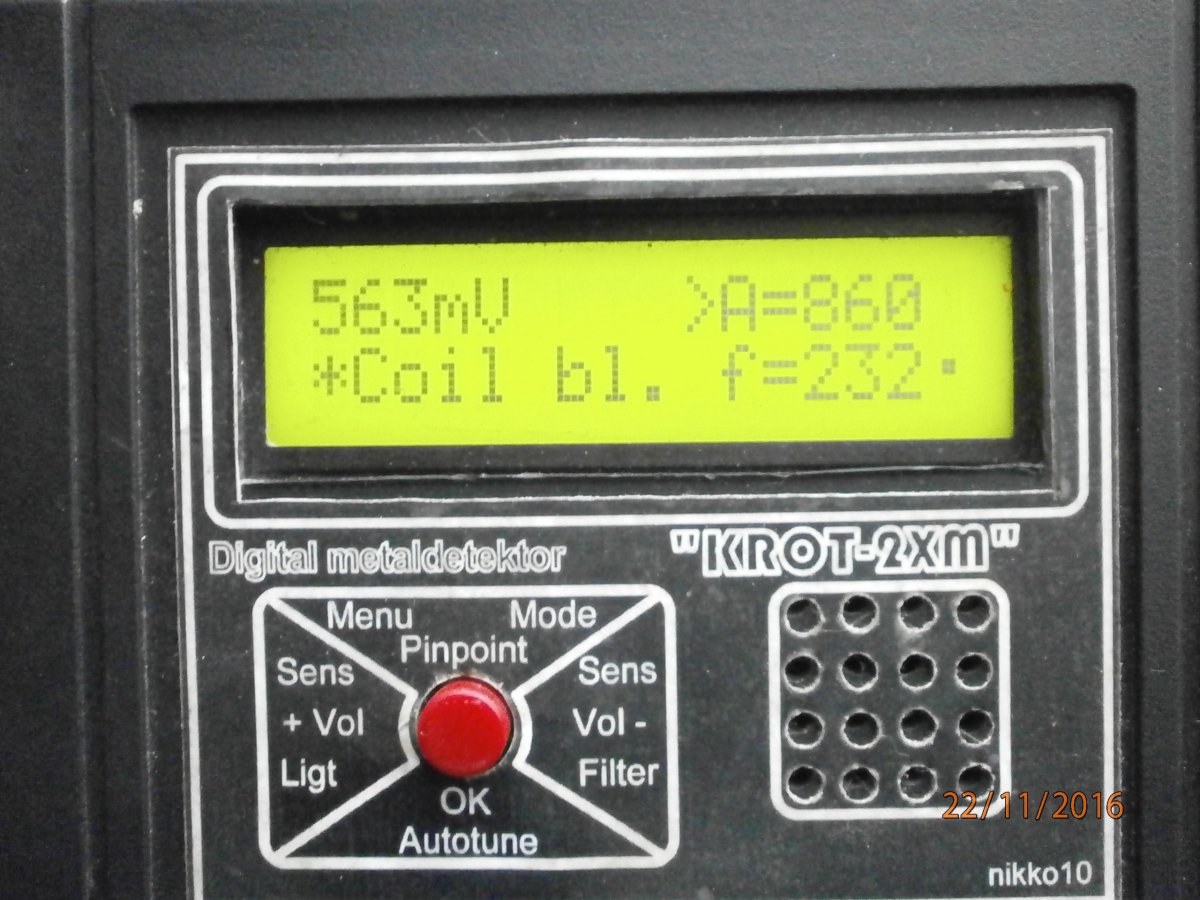 563mV >A=860
*Coil bl. f=232▪
Digital metaldetektor "KROT-2XM"
Menu Mode
Pinpoint
Sens Sens
+ Vol Vol -
Ligt Filter
OK
Autotune
22/11/2016
nikko10